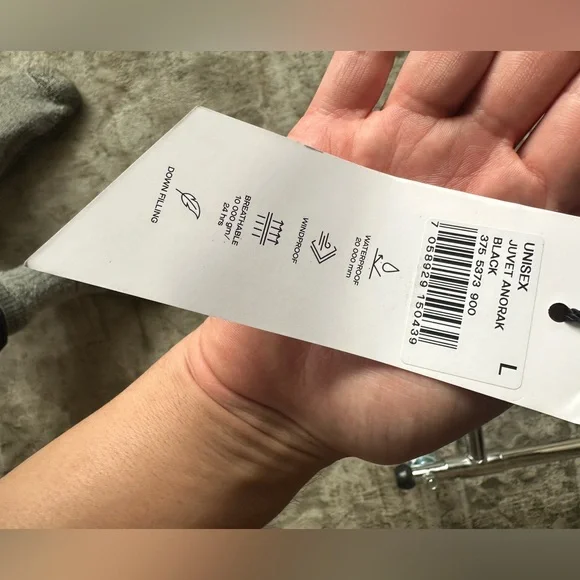 DOWN FILLING
BREATHABLE
10 000 gm/
24 hrs
WINDPROOF
WATERPROOF
20 000 mm
UNISEX
JUVET ANORAK
BLACK
375 5373 900
7 058929 150439
L